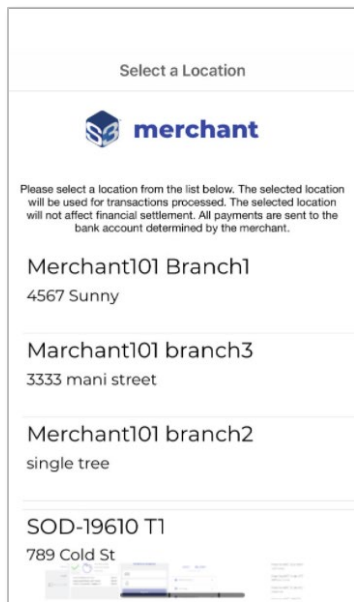 Select a Location
S3 merchant
Please select a location from the list below. The selected location
will be used for transactions processed. The selected location
will not affect financial settlement. All payments are sent to the
bank account determined by the merchant.
Merchant101 Branch1
4567 Sunny
Marchant101 branch3
3333 mani street
Merchant101 branch2
single tree
SOD-19610 T1
789 Cold St